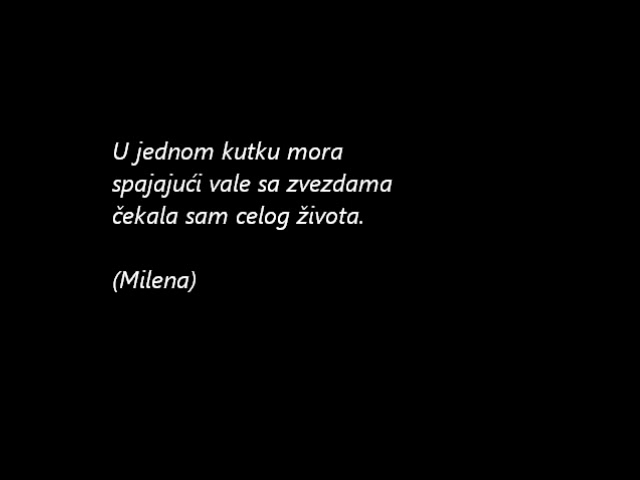 U jednom kutku mora
spajajući vale sa zvezdama
čekala sam celog života.
(Milena)